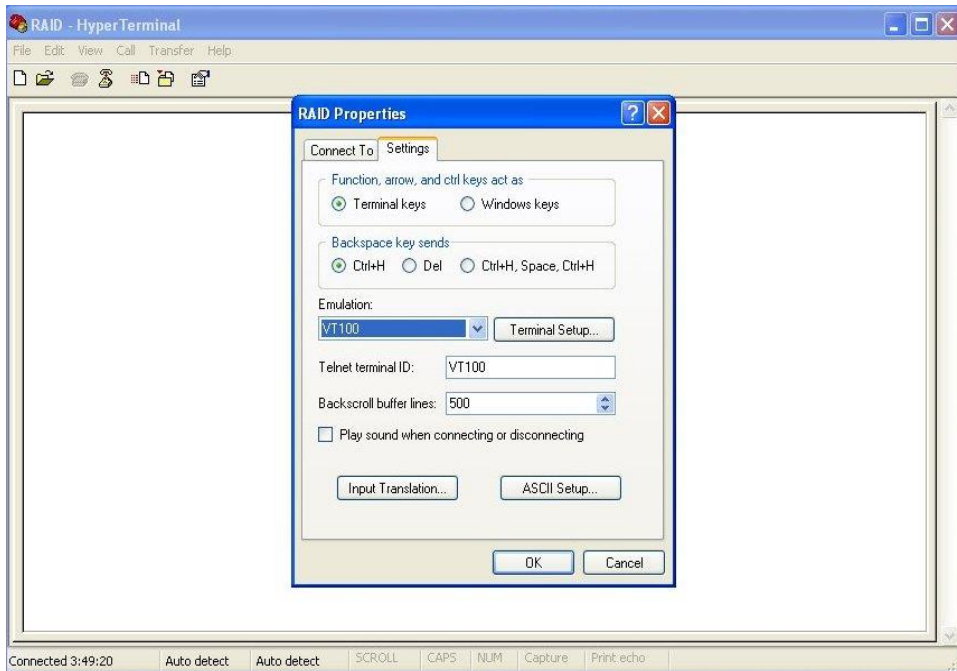 RAID - HyperTerminal
File Edit View Call Transfer Help
RAID Properties
Connect To Settings
Function, arrow, and ctrl keys act as
Terminal keys Windows keys
Backspace key sends
Ctrl+H Del Ctrl+H, Space, Ctrl+H
Emulation:
VT100 Terminal Setup...
Telnet terminal ID: VT100
Backscroll buffer lines: 500
Play sound when connecting or disconnecting
Input Translation... ASCII Setup...
OK Cancel
Connected 3:49:20 Auto detect Auto detect SCROLL CAPS NUM Capture Print echo